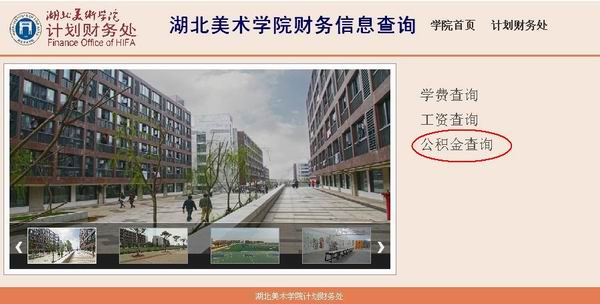 湖北美术学院
计划财务处
Finance Office of HIFA
湖北美术学院财务信息查询 学院首页 计划财务处
学费查询
工资查询
公积金查询
湖北美术学院计划财务处